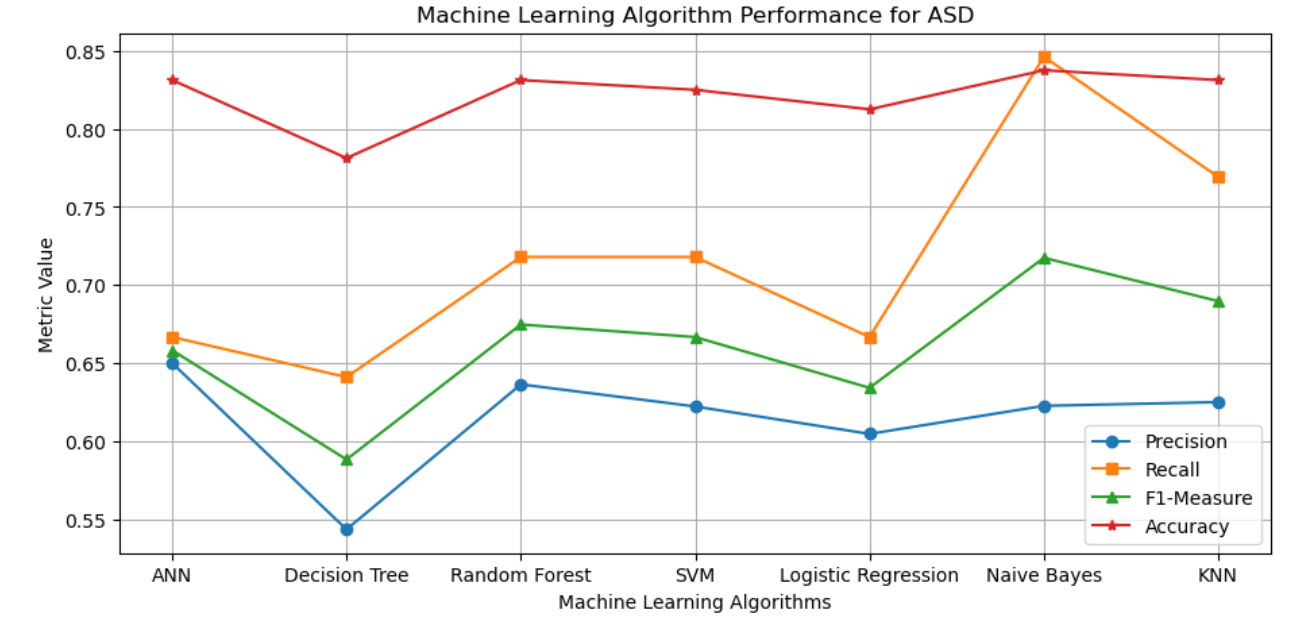 Machine Learning Algorithm Performance for ASD
0.85
0.80
0.75
0.70
0.65
0.60
0.55
Metric Value
Precision
Recall
F1-Measure
Accuracy
ANN Decision Tree Random Forest SVM Logistic Regression Naive Bayes KNN
Machine Learning Algorithms